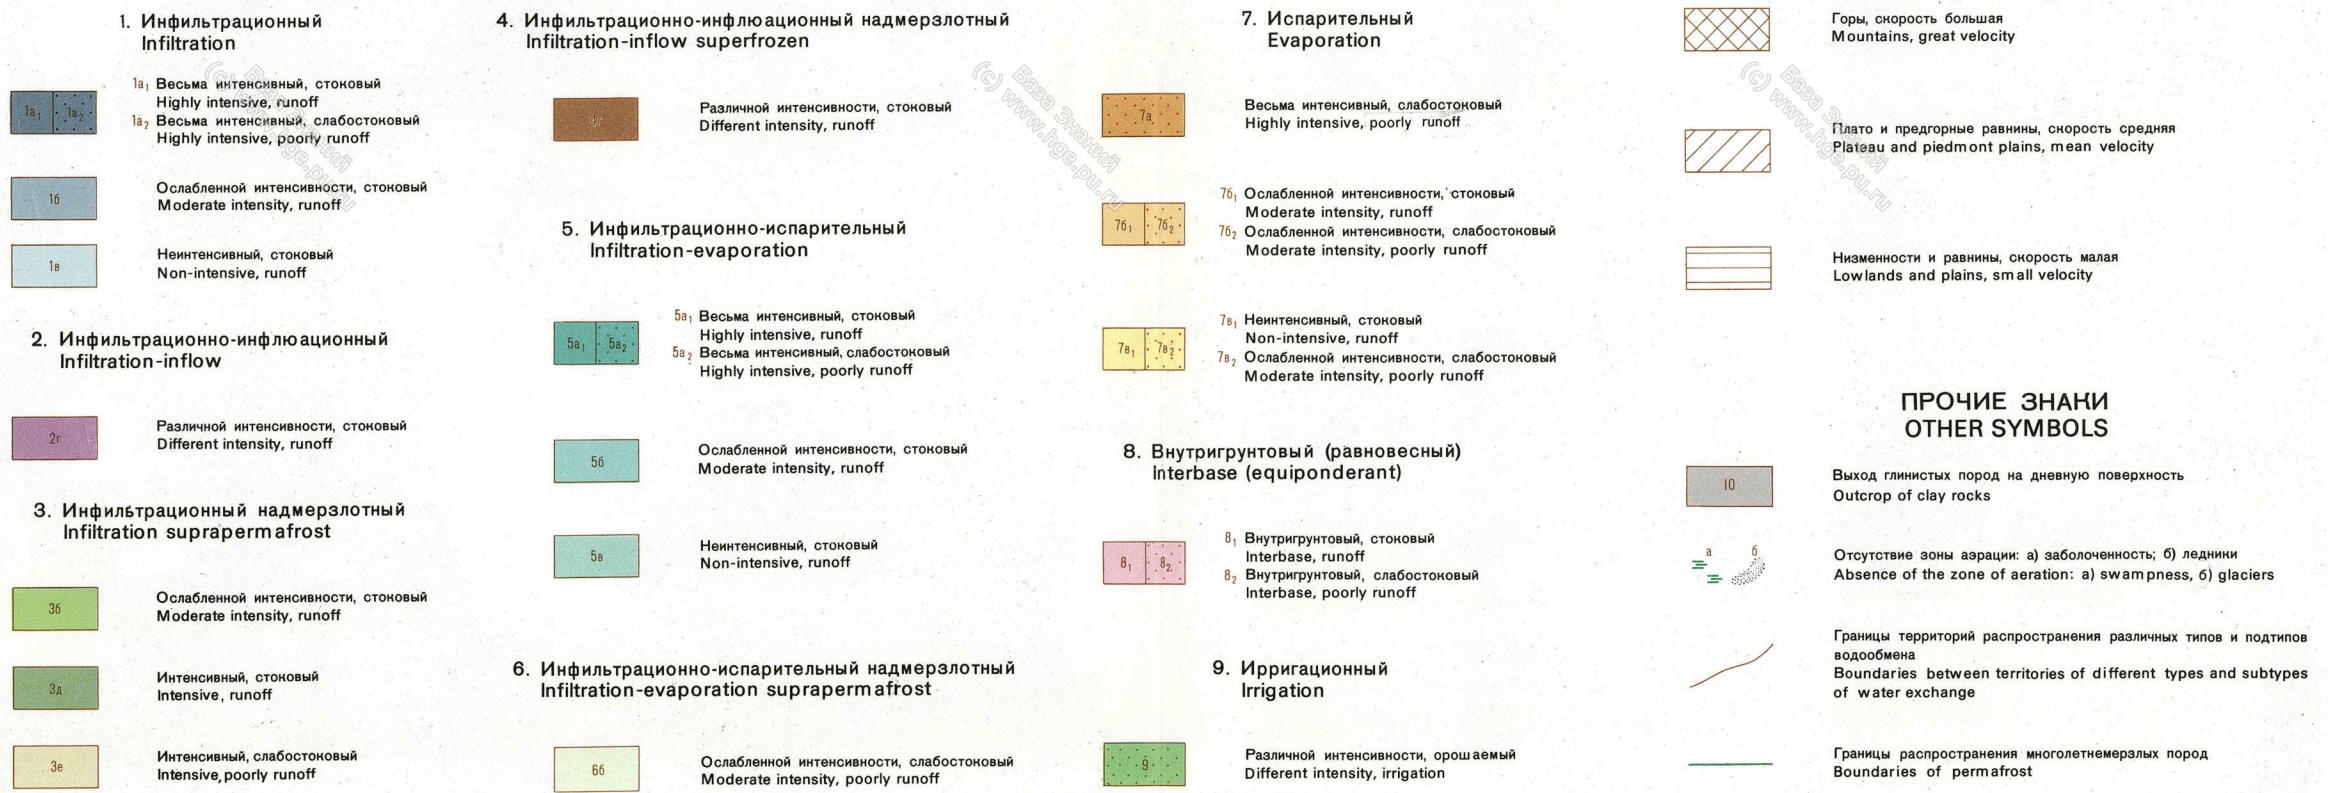 1. Инфильтрационный
Infiltration
1а₁ 1а₂
1а₁ Весьма интенсивный, стоковый
Highly intensive, runoff
1а₂ Весьма интенсивный, слабостоковый
Highly intensive, poorly runoff
1б
Ослабленной интенсивности, стоковый
Moderate intensity, runoff
1в
Неинтенсивный, стоковый
Non-intensive, runoff
2. Инфильтрационно-инфлюационный
Infiltration-inflow
2г
Различной интенсивности, стоковый
Different intensity, runoff
3. Инфильтрационный надмерзлотный
Infiltration suprapermafrost
3б
Ослабленной интенсивности, стоковый
Moderate intensity, runoff
3д
Интенсивный, стоковый
Intensive, runoff
3е
Интенсивный, слабостоковый
Intensive, poorly runoff
4. Инфильтрационно-инфлюационный надмерзлотный
Infiltration-inflow superfrozen
4г
Различной интенсивности, стоковый
Different intensity, runoff
5. Инфильтрационно-испарительный
Infiltration-evaporation
5а₁ 5а₂
5а₁ Весьма интенсивный, стоковый
Highly intensive, runoff
5а₂ Весьма интенсивный, слабостоковый
Highly intensive, poorly runoff
5б
Ослабленной интенсивности, стоковый
Moderate intensity, runoff
5в
Неинтенсивный, стоковый
Non-intensive, runoff
6. Инфильтрационно-испарительный надмерзлотный
Infiltration-evaporation suprapermafrost
6б
Ослабленной интенсивности, слабостоковый
Moderate intensity, poorly runoff
7. Испарительный
Evaporation
7а
Весьма интенсивный, слабостоковый
Highly intensive, poorly runoff
7б₁ 7б₂
7б₁ Ослабленной интенсивности, стоковый
Moderate intensity, runoff
7б₂ Ослабленной интенсивности, слабостоковый
Moderate intensity, poorly runoff
7в₁ 7в₂
7в₁ Неинтенсивный, стоковый
Non-intensive, runoff
7в₂ Ослабленной интенсивности, слабостоковый
Moderate intensity, poorly runoff
8. Внутригрунтовый (равновесный)
Interbase (equiponderant)
8₁ 8₂
8₁ Внутригрунтовый, стоковый
Interbase, runoff
8₂ Внутригрунтовый, слабостоковый
Interbase, poorly runoff
9. Ирригационный
Irrigation
9
Различной интенсивности, орошаемый
Different intensity, irrigation
Горы, скорость большая
Mountains, great velocity
Плато и предгорные равнины, скорость средняя
Plateau and piedmont plains, mean velocity
Низменности и равнины, скорость малая
Lowlands and plains, small velocity
ПРОЧИЕ ЗНАКИ
OTHER SYMBOLS
10
Выход глинистых пород на дневную поверхность
Outcrop of clay rocks
а б
Отсутствие зоны аэрации: а) заболоченность; б) ледники
Absence of the zone of aeration: а) swampness, б) glaciers
Границы территорий распространения различных типов и подтипов
водообмена
Boundaries between territories of different types and subtypes
of water exchange
Границы распространения многолетнемерзлых пород
Boundaries of permafrost
База Знаний
(c) www.hge.pu.ru
База Знаний
(c) www.hge.pu.ru
База Знаний
(c) www.hge.pu.ru